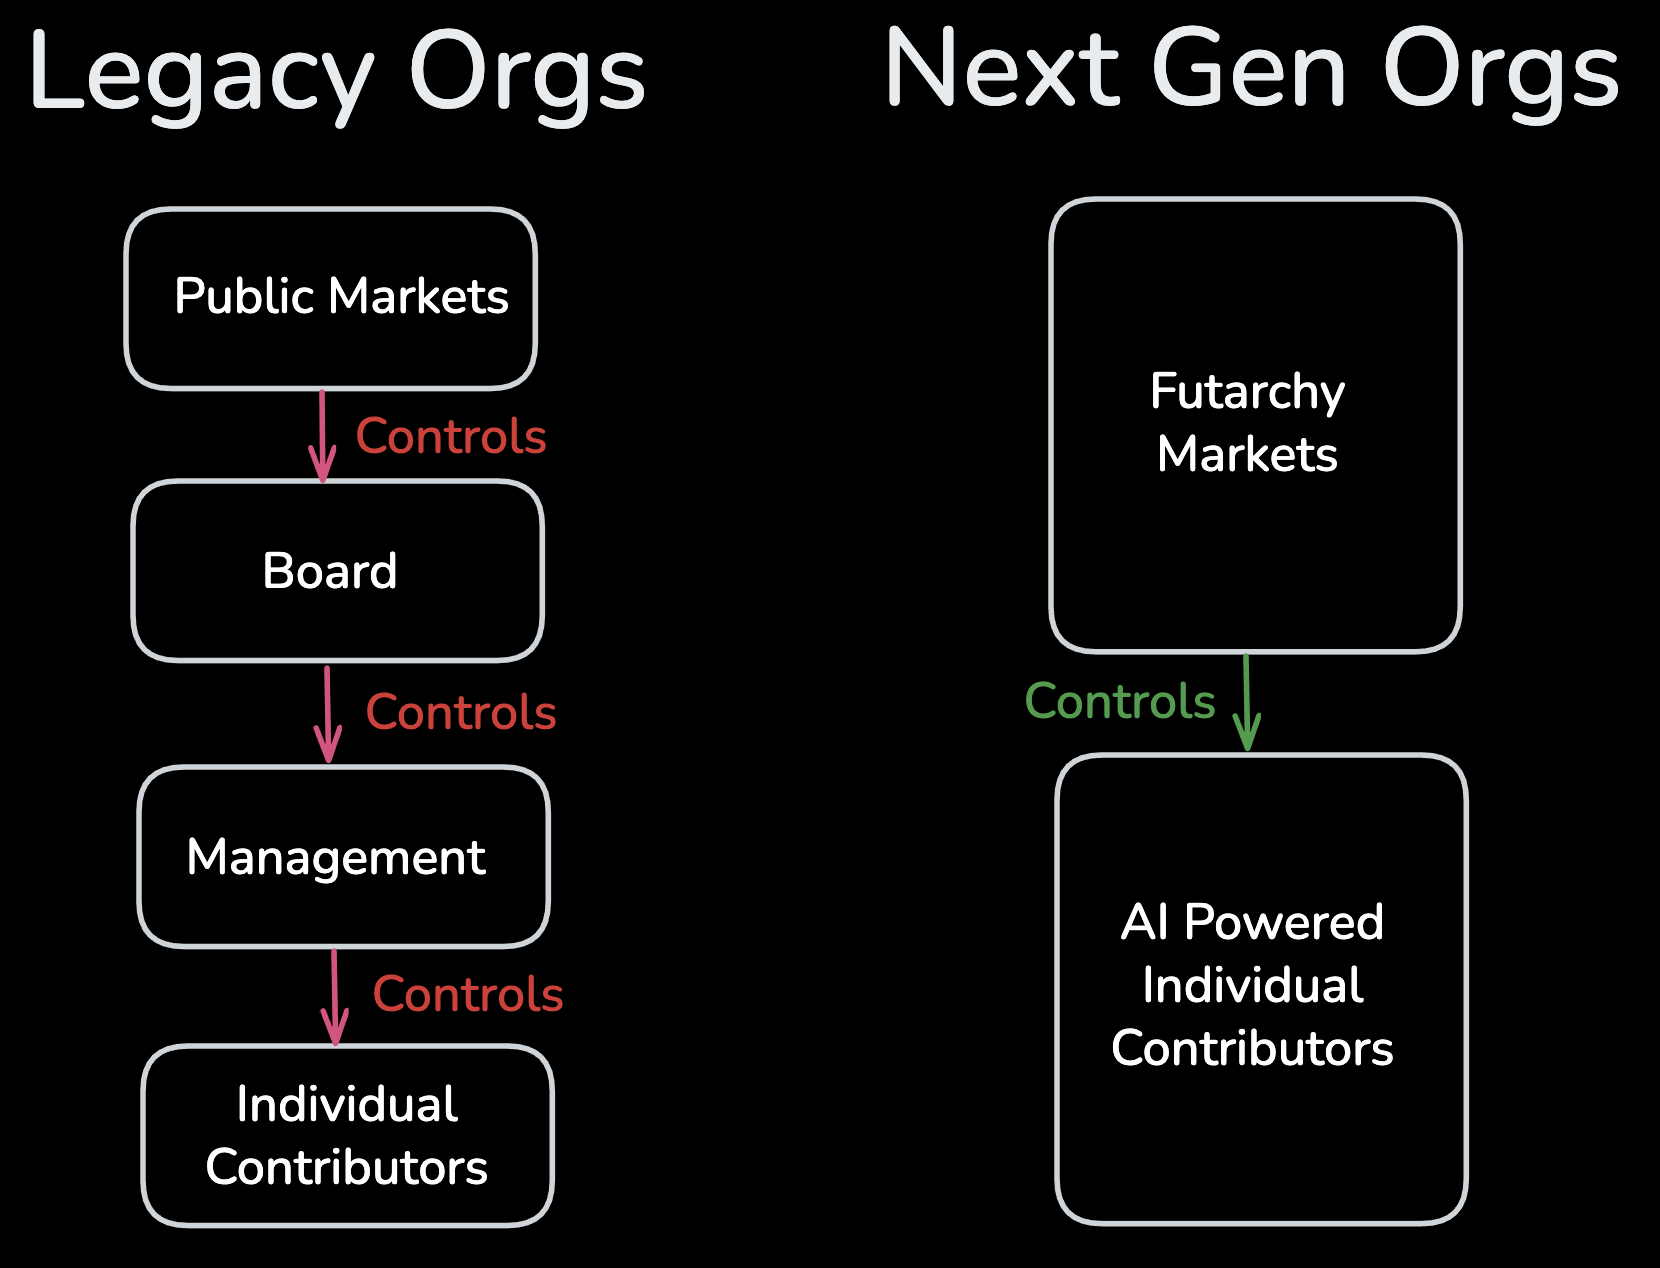 Legacy Orgs
Public Markets
Controls
Board
Controls
Management
Controls
Individual
Contributors
Next Gen Orgs
Futarchy
Markets
Controls
AI Powered
Individual
Contributors